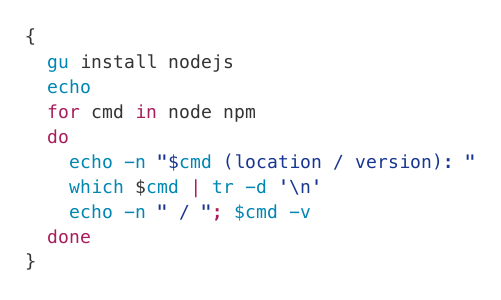 {
  gu install nodejs
  echo
  for cmd in node npm
  do
    echo -n "$cmd (location / version): "
    which $cmd | tr -d '\n'
    echo -n " / "; $cmd -v
  done
}